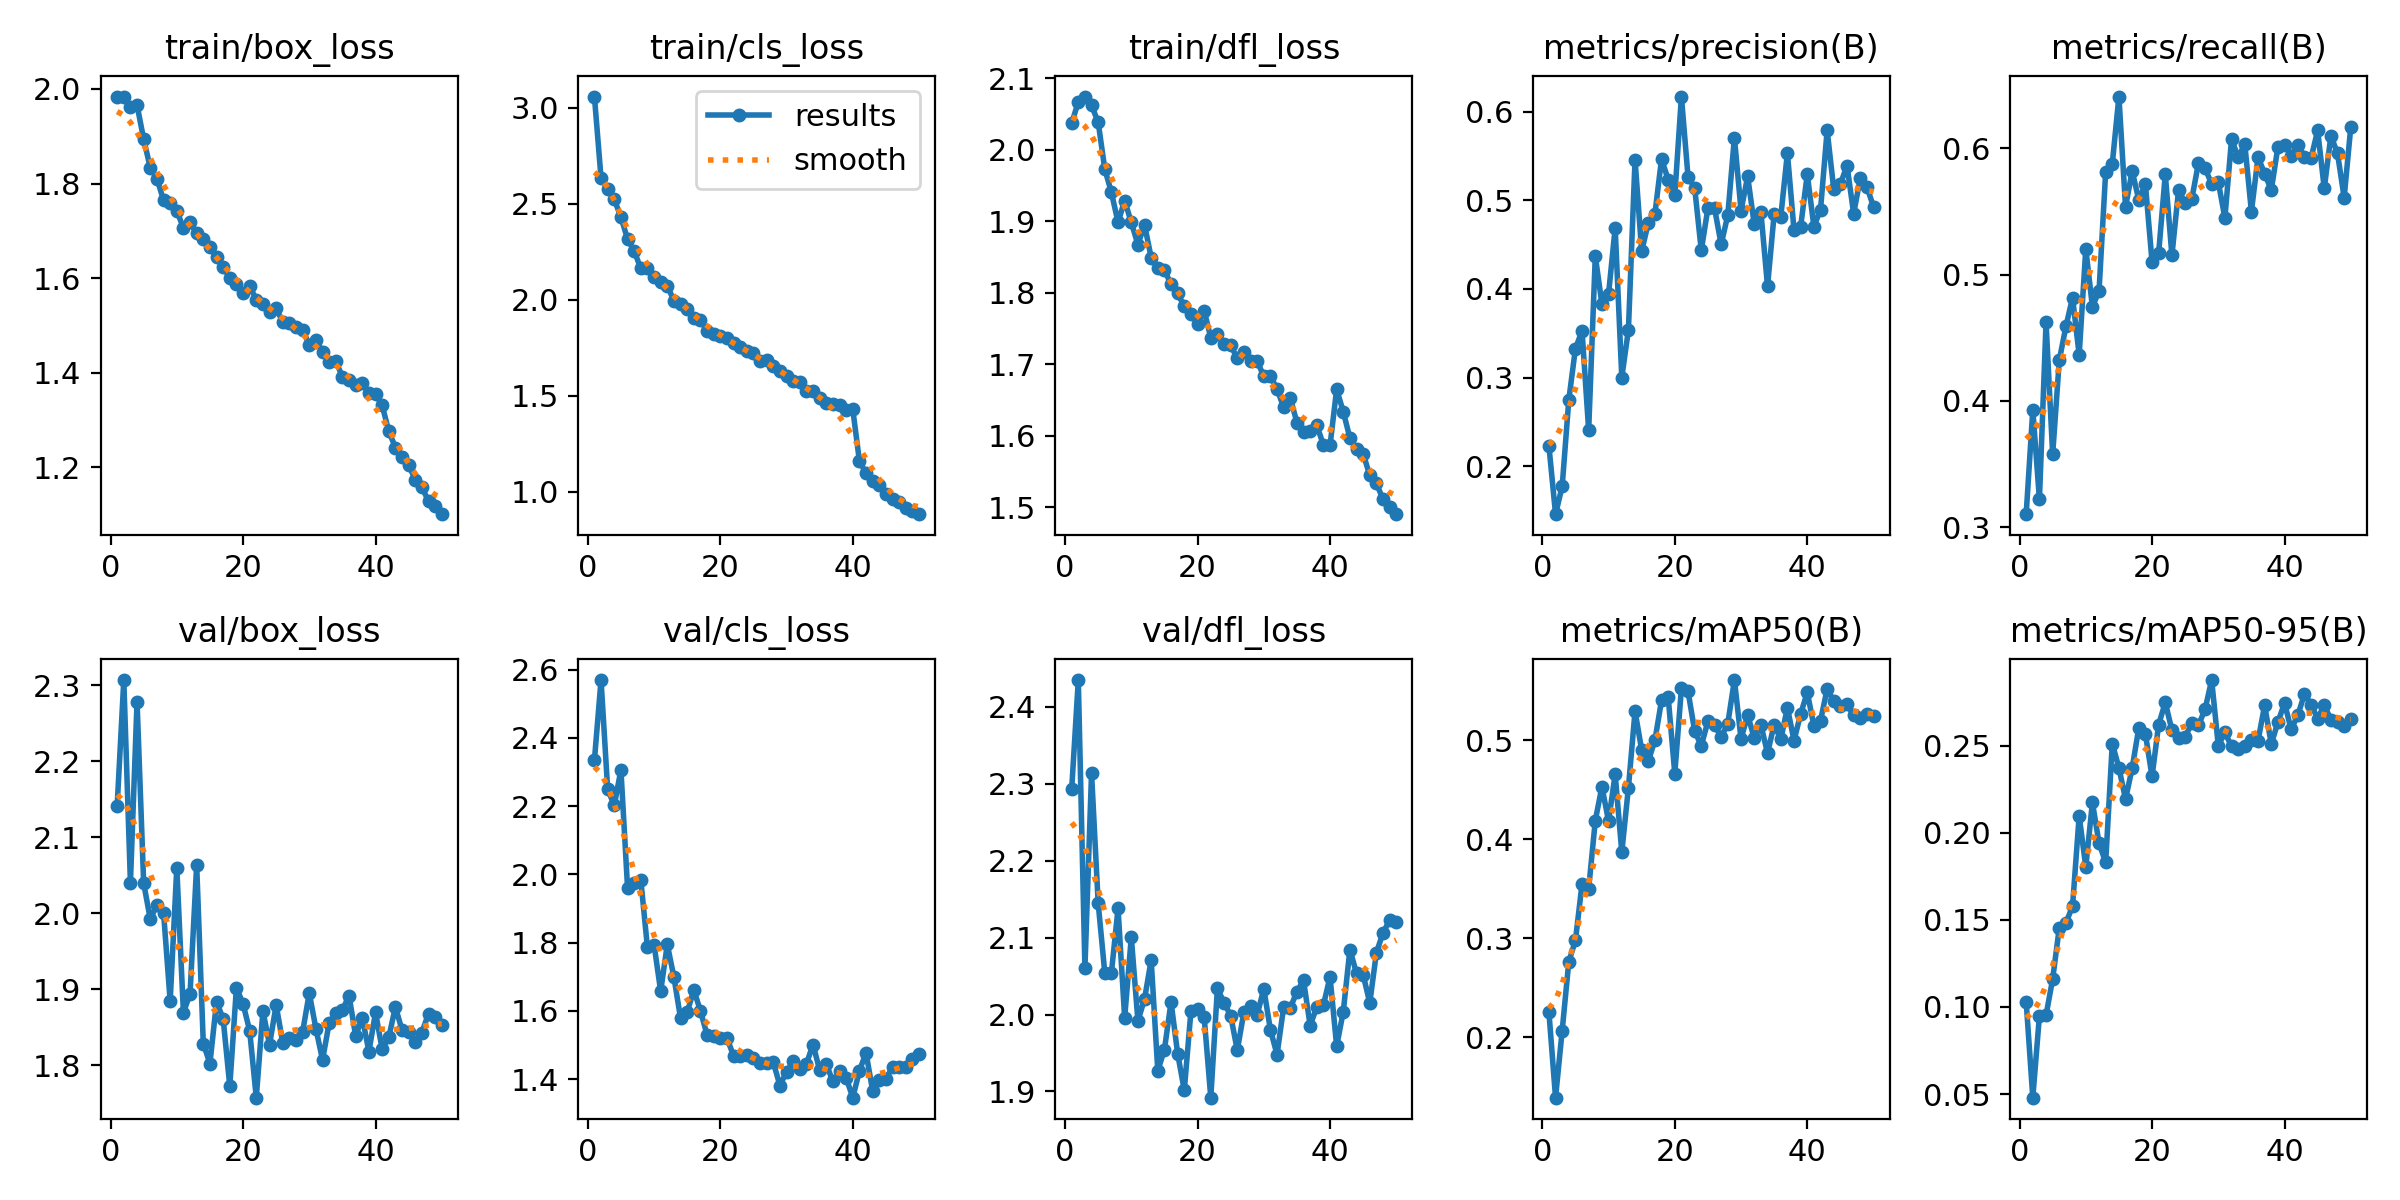 train/box_loss
2.0
1.8
1.6
1.4
1.2
0 20 40
train/cls_loss
results
smooth
3.0
2.5
2.0
1.5
1.0
0 20 40
train/dfl_loss
2.1
2.0
1.9
1.8
1.7
1.6
1.5
0 20 40
metrics/precision(B)
0.6
0.5
0.4
0.3
0.2
0 20 40
metrics/recall(B)
0.6
0.5
0.4
0.3
0 20 40
val/box_loss
2.3
2.2
2.1
2.0
1.9
1.8
0 20 40
val/cls_loss
2.6
2.4
2.2
2.0
1.8
1.6
1.4
0 20 40
val/dfl_loss
2.4
2.3
2.2
2.1
2.0
1.9
0 20 40
metrics/mAP50(B)
0.5
0.4
0.3
0.2
0 20 40
metrics/mAP50-95(B)
0.25
0.20
0.15
0.10
0.05
0 20 40